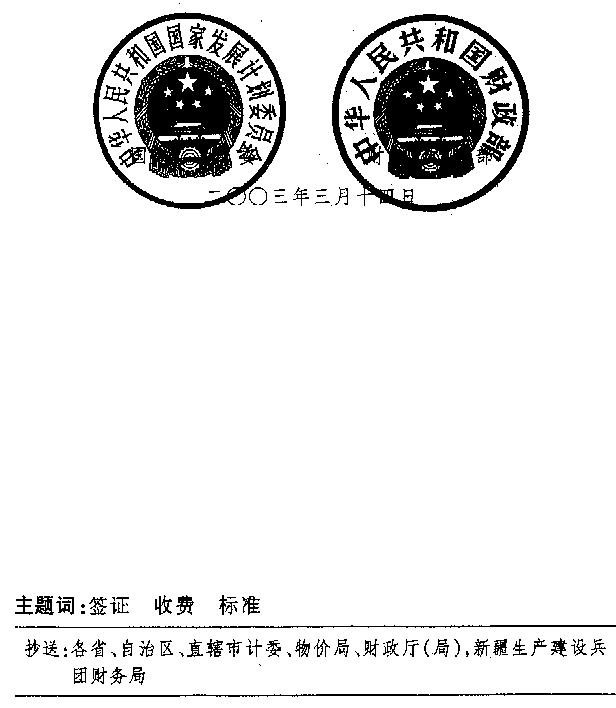 中华人民共和国国家发展计划委员会
中华人民共和国财政部
二〇〇三年三月十四日
主题词:签证 收费 标准
抄送:各省、自治区、直辖市计委、物价局、财政厅(局),新疆生产建设兵
团财务局